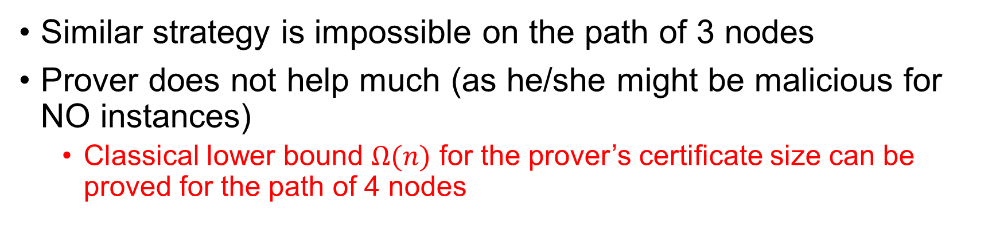 • Similar strategy is impossible on the path of 3 nodes
• Prover does not help much (as he/she might be malicious for
NO instances)
• Classical lower bound Ω(𝑛) for the prover’s certificate size can be
proved for the path of 4 nodes